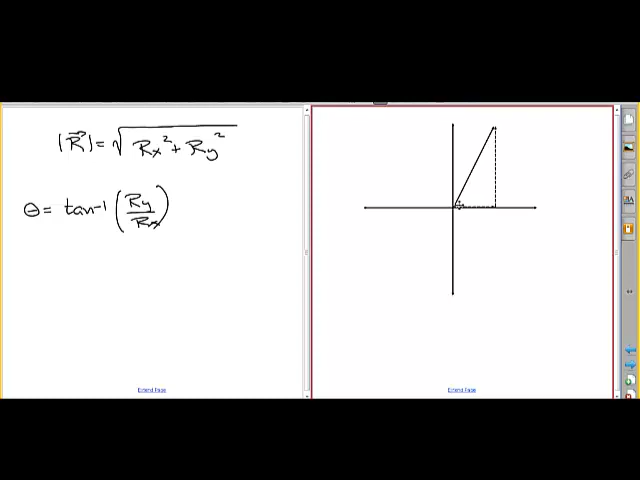 |R⃗| = √(Rx² + Ry²)
θ = tan⁻¹ (Ry/Rx)
Extend Page
Extend Page